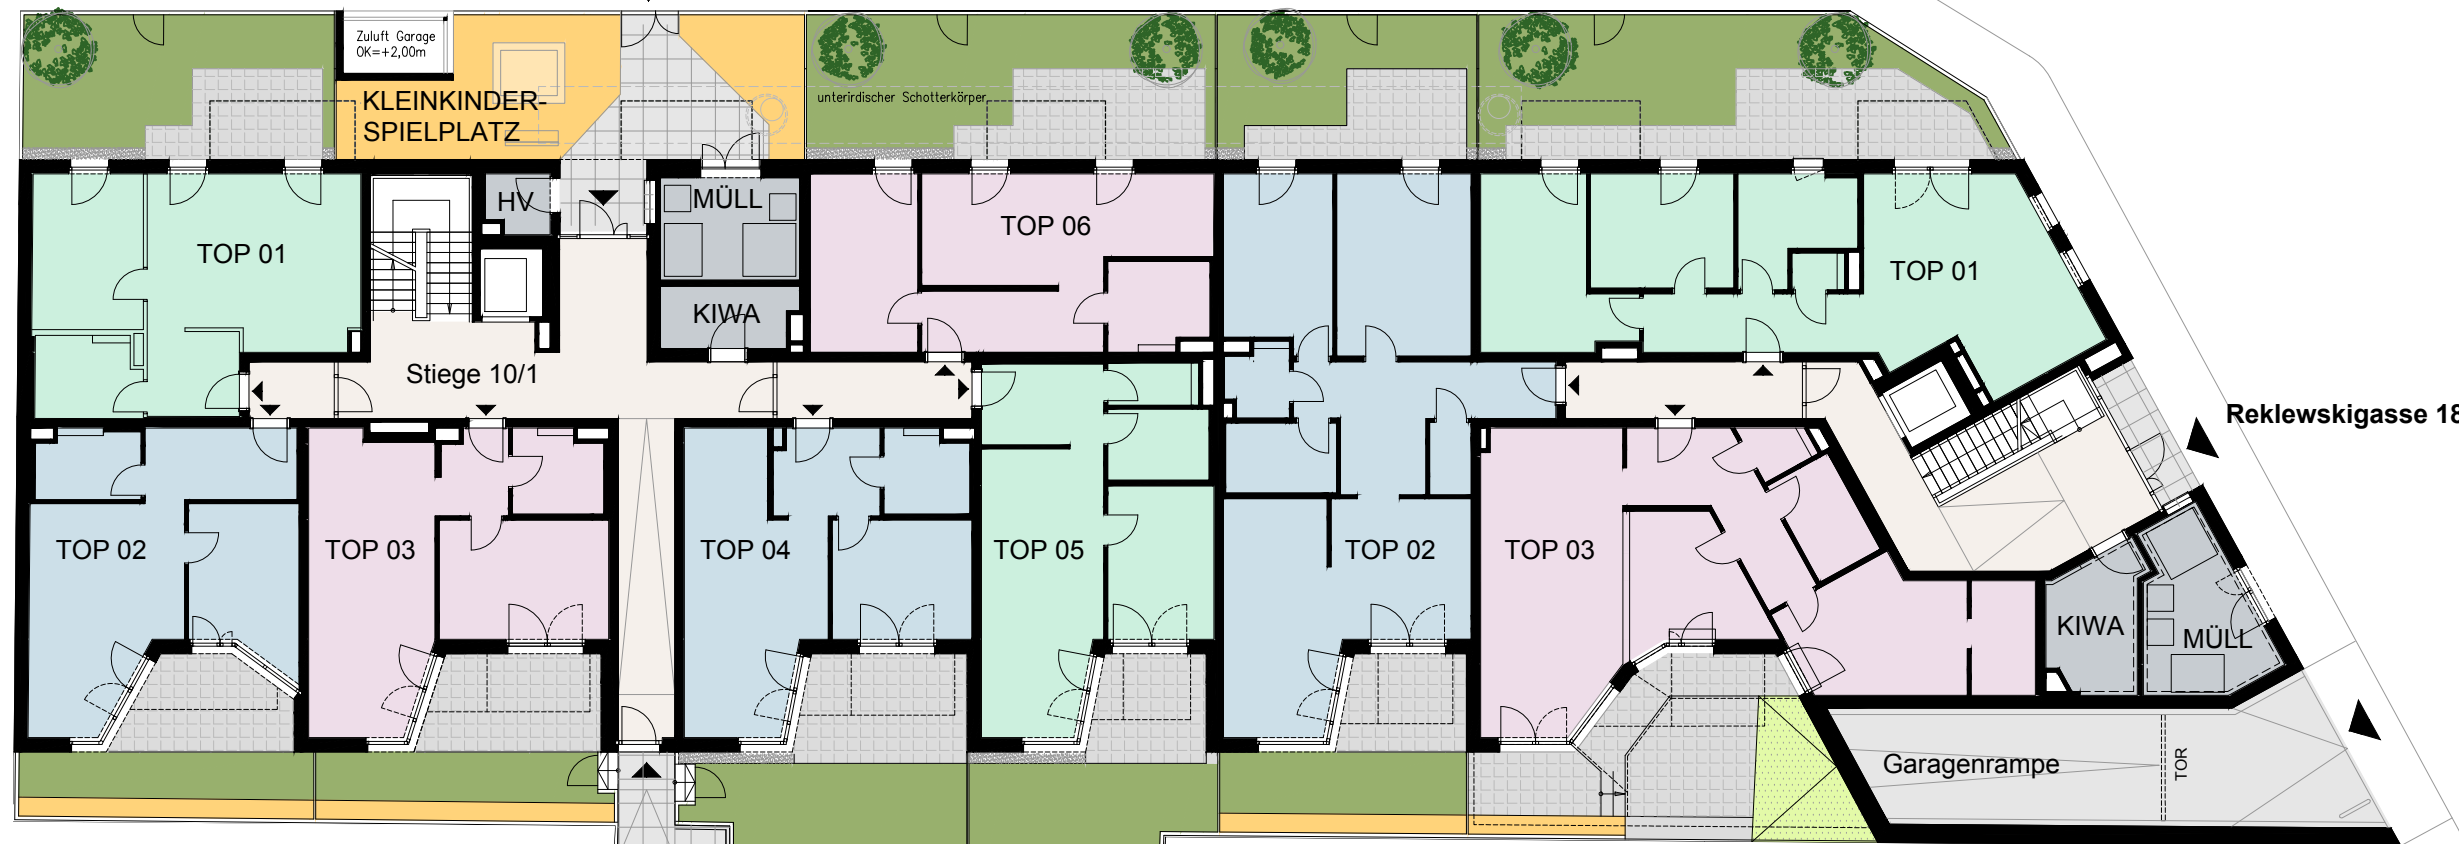 Zuluft Garage
OK=+2,00m
KLEINKINDER-
SPIELPLATZ
unterirdischer Schotterkörper
HV
MÜLL
TOP 01
TOP 06
TOP 01
KIWA
Stiege 10/1
Reklewskigasse 18
TOP 02
TOP 03
TOP 04
TOP 05
TOP 02
TOP 03
KIWA
MÜLL
Garagenrampe
TOR